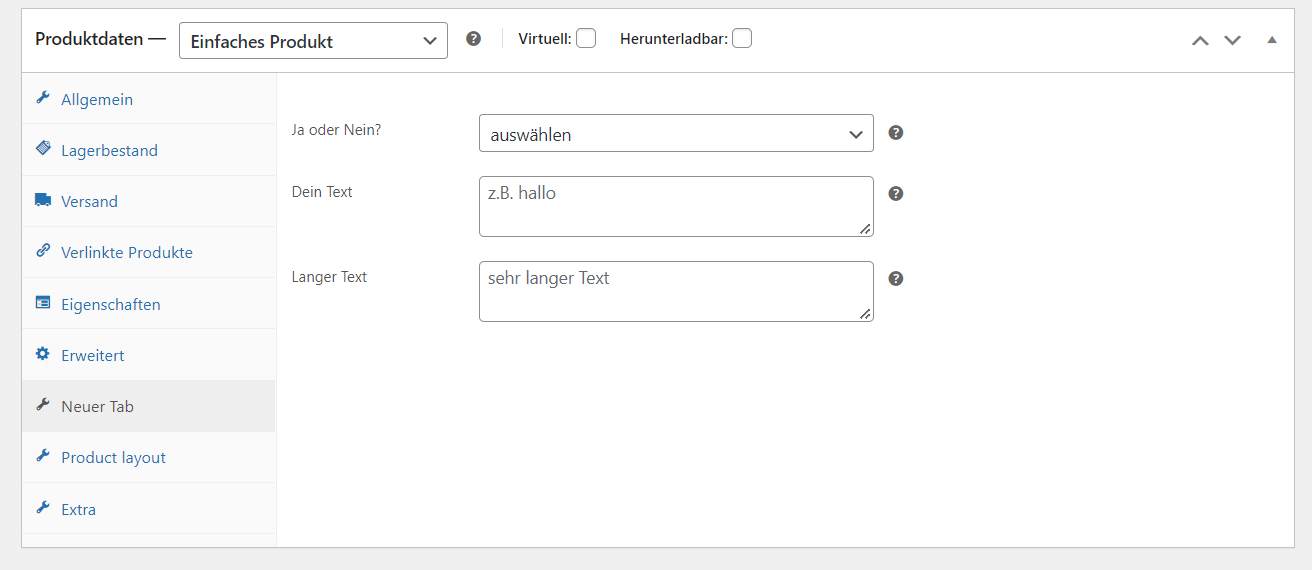 Produktdaten — Einfaches Produkt Virtuell: Herunterladbar:
Allgemein
Lagerbestand
Versand
Verlinkte Produkte
Eigenschaften
Erweitert
Neuer Tab
Product layout
Extra
Ja oder Nein? auswählen
Dein Text z.B. hallo
Langer Text sehr langer Text